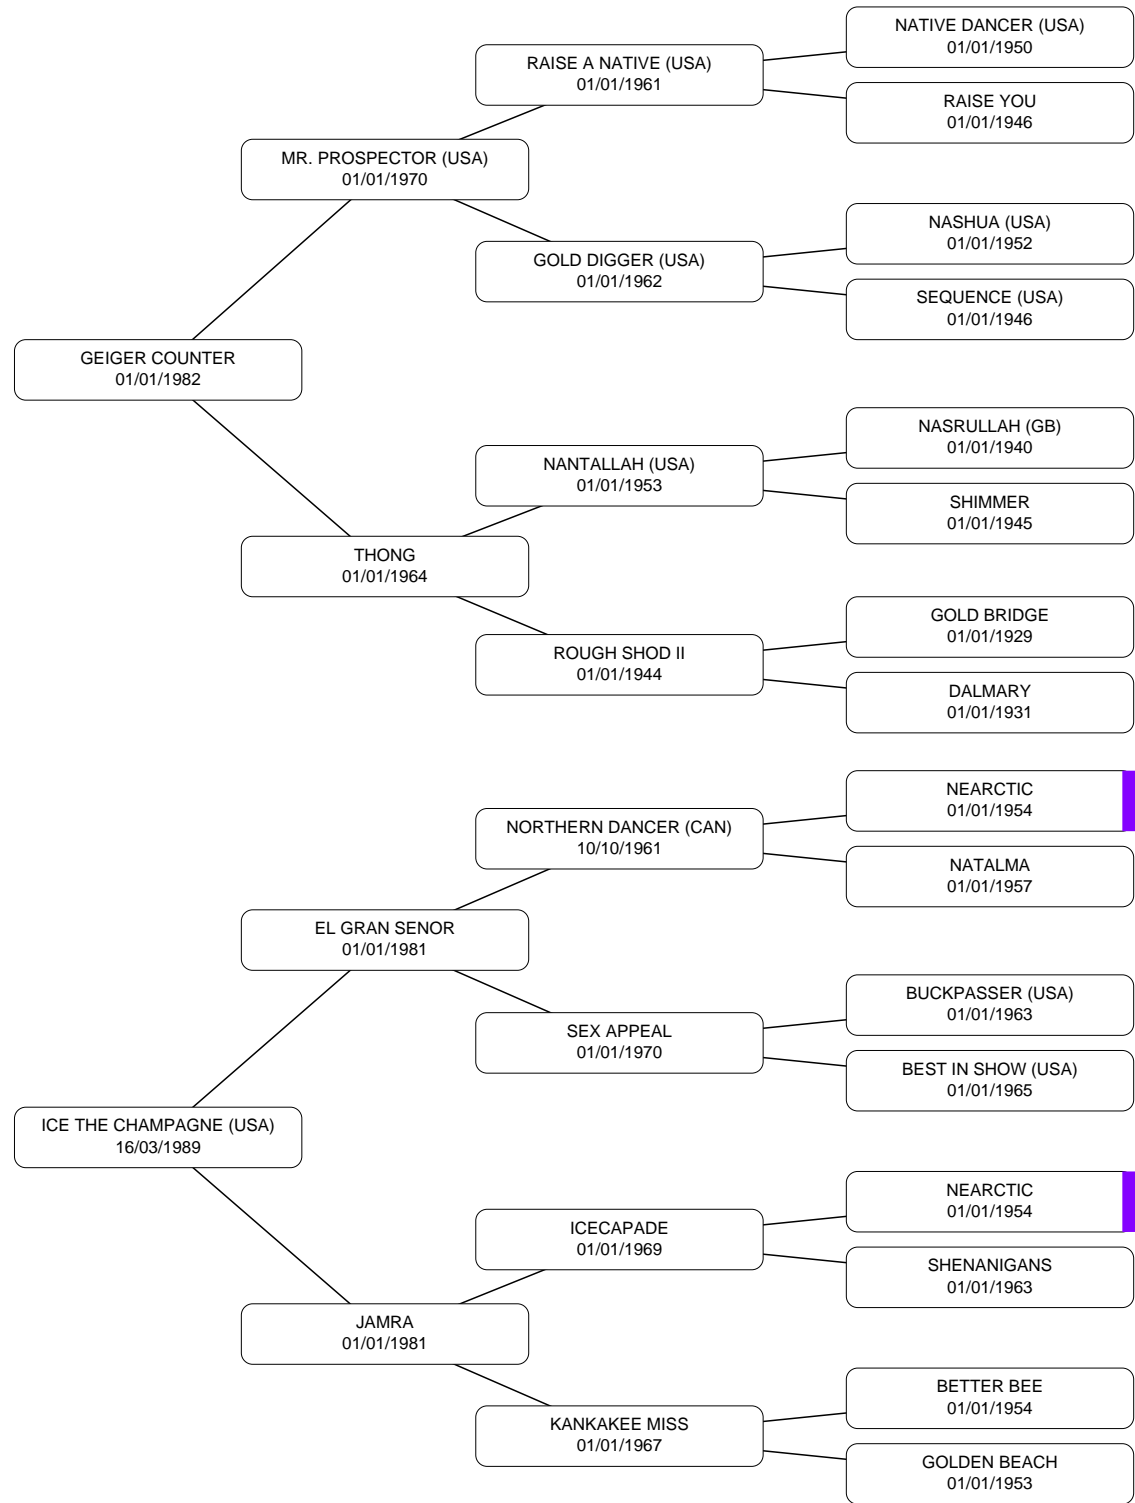 NATIVE DANCER (USA)
01/01/1950
RAISE A NATIVE (USA)
01/01/1961
RAISE YOU
01/01/1946
MR. PROSPECTOR (USA)
01/01/1970
NASHUA (USA)
01/01/1952
GOLD DIGGER (USA)
01/01/1962
SEQUENCE (USA)
01/01/1946
GEIGER COUNTER
01/01/1982
NASRULLAH (GB)
01/01/1940
NANTALLAH (USA)
01/01/1953
SHIMMER
01/01/1945
THONG
01/01/1964
GOLD BRIDGE
01/01/1929
ROUGH SHOD II
01/01/1944
DALMARY
01/01/1931
NEARCTIC
01/01/1954
NORTHERN DANCER (CAN)
10/10/1961
NATALMA
01/01/1957
EL GRAN SENOR
01/01/1981
BUCKPASSER (USA)
01/01/1963
SEX APPEAL
01/01/1970
BEST IN SHOW (USA)
01/01/1965
ICE THE CHAMPAGNE (USA)
16/03/1989
NEARCTIC
01/01/1954
ICECAPADE
01/01/1969
SHENANIGANS
01/01/1963
JAMRA
01/01/1981
BETTER BEE
01/01/1954
KANKAKEE MISS
01/01/1967
GOLDEN BEACH
01/01/1953